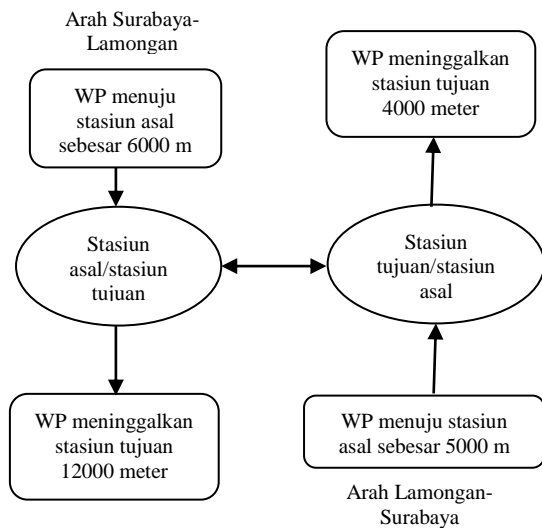 Arah Surabaya-
Lamongan
WP menuju
stasiun asal
sebesar 6000 m
WP meninggalkan
stasiun tujuan
4000 meter
Stasiun
asal/stasiun
tujuan
Stasiun
tujuan/stasiun
asal
WP meninggalkan
stasiun tujuan
12000 meter
WP menuju stasiun
asal sebesar 5000 m
Arah Lamongan-
Surabaya